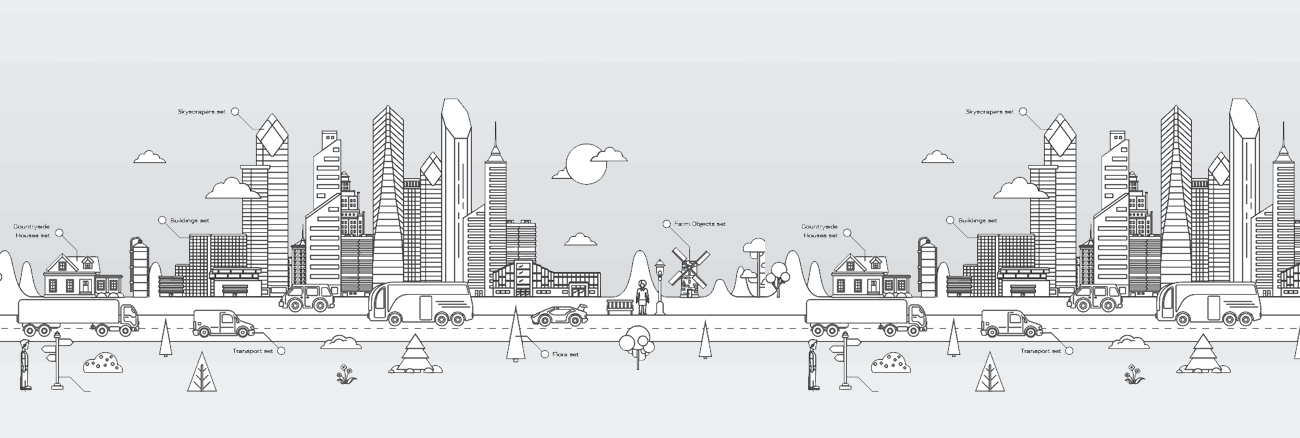 Skyscrapers set
Skyscrapers set
Buildings set
Buildings set
Countryside
Houses set
Farm Objects set
Countryside
Houses set
Transport set
Flora set
Transport set